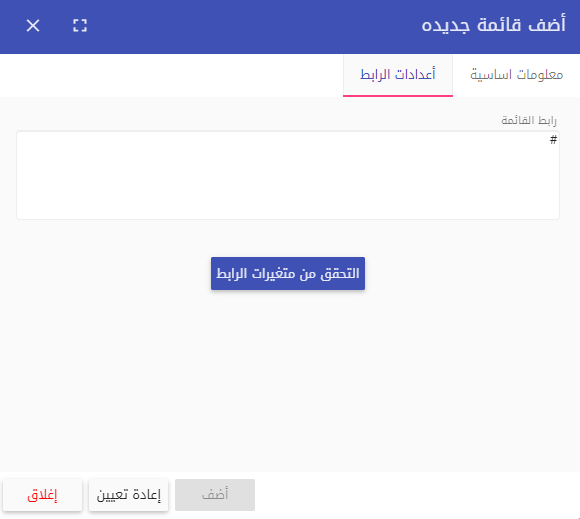 أضف قائمة جديده
معلومات اساسية
أعدادات الرابط
رابط القائمة
#
التحقق من متغيرات الرابط
أضف
إعادة تعيين
إغلاق